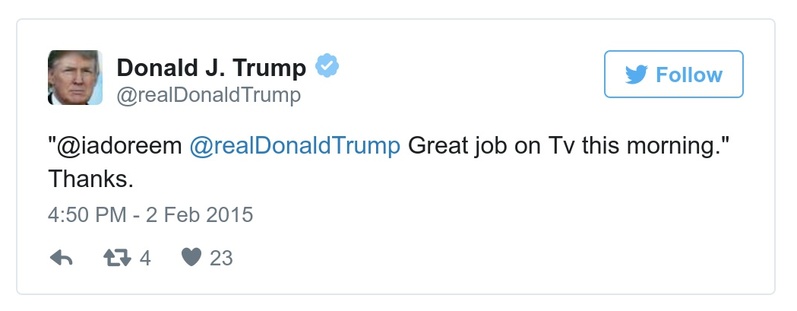 Donald J. Trump
@realDonaldTrump
Follow
"@iadoreem @realDonaldTrump Great job on Tv this morning."
Thanks.
4:50 PM - 2 Feb 2015
4 23